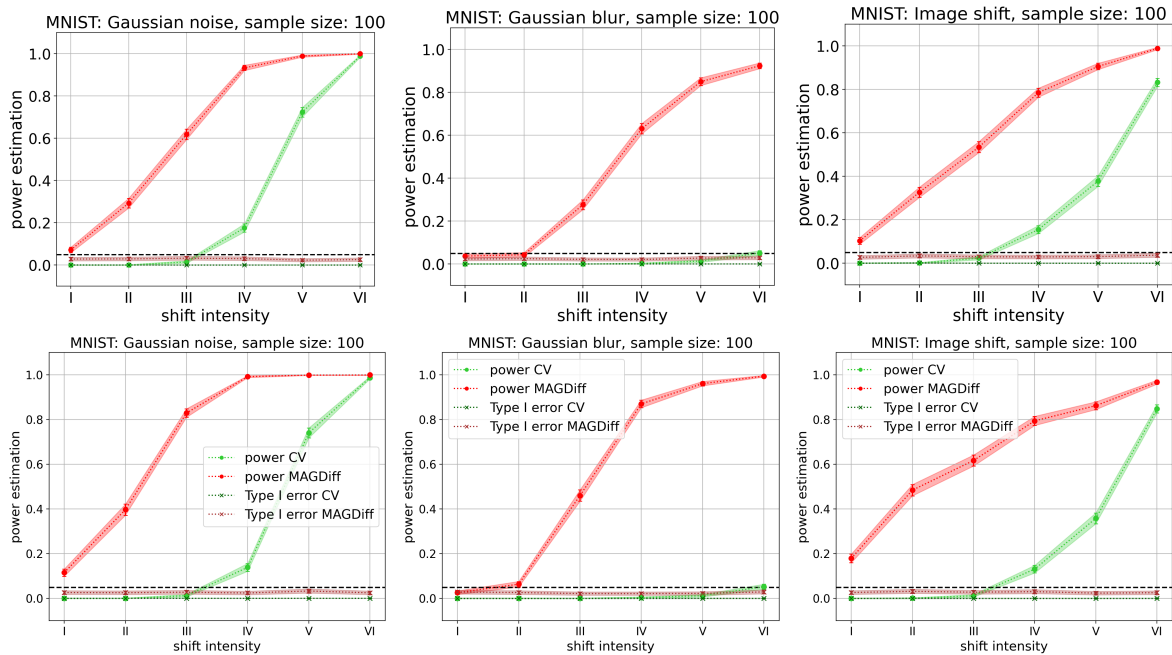 MNIST: Gaussian noise, sample size: 100
power estimation
1.0
0.8
0.6
0.4
0.2
0.0
I II III IV V VI
shift intensity
MNIST: Gaussian blur, sample size: 100
power estimation
1.0
0.8
0.6
0.4
0.2
0.0
I II III IV V VI
shift intensity
MNIST: Image shift, sample size: 100
power estimation
1.0
0.8
0.6
0.4
0.2
0.0
I II III IV V VI
shift intensity
MNIST: Gaussian noise, sample size: 100
power estimation
1.0
0.8
0.6
0.4
0.2
0.0
power CV
power MAGDiff
Type I error CV
Type I error MAGDiff
I II III IV V VI
shift intensity
MNIST: Gaussian blur, sample size: 100
power estimation
1.0
0.8
0.6
0.4
0.2
0.0
power CV
power MAGDiff
Type I error CV
Type I error MAGDiff
I II III IV V VI
shift intensity
MNIST: Image shift, sample size: 100
power estimation
1.0
0.8
0.6
0.4
0.2
0.0
power CV
power MAGDiff
Type I error CV
Type I error MAGDiff
I II III IV V VI
shift intensity